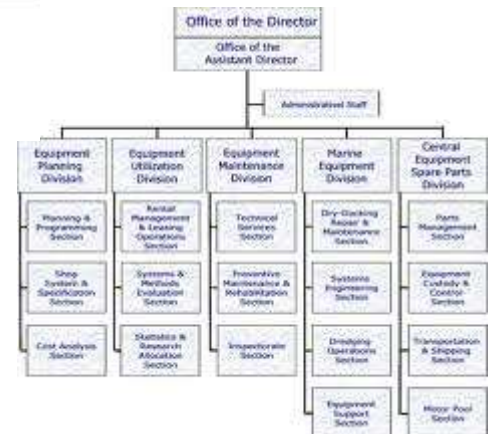 Office of the Director
Office of the
Assistant Director
Administrative Staff
Equipment
Planning
Division
Equipment
Utilization
Division
Equipment
Maintenance
Division
Marine
Equipment
Division
Central
Equipment
Spare Parts
Division
Planning &
Programming
Section
Rental
Management
& Leasing
Operations
Section
Technical
Services
Section
Dry-Docking
Repair &
Maintenance
Section
Parts
Management
Section
Shop
System &
Specification
Section
Systems &
Methods
Evaluation
Section
Preventive
Maintenance &
Rehabilitation
Section
Systems
Engineering
Section
Equipment
Custody &
Control
Section
Cost Analysis
Section
Statistics &
Research
Allocation
Section
Inspectorate
Section
Dredging
Operations
Section
Transportation
& Shipping
Section
Equipment
Support
Section
Motor Pool
Section